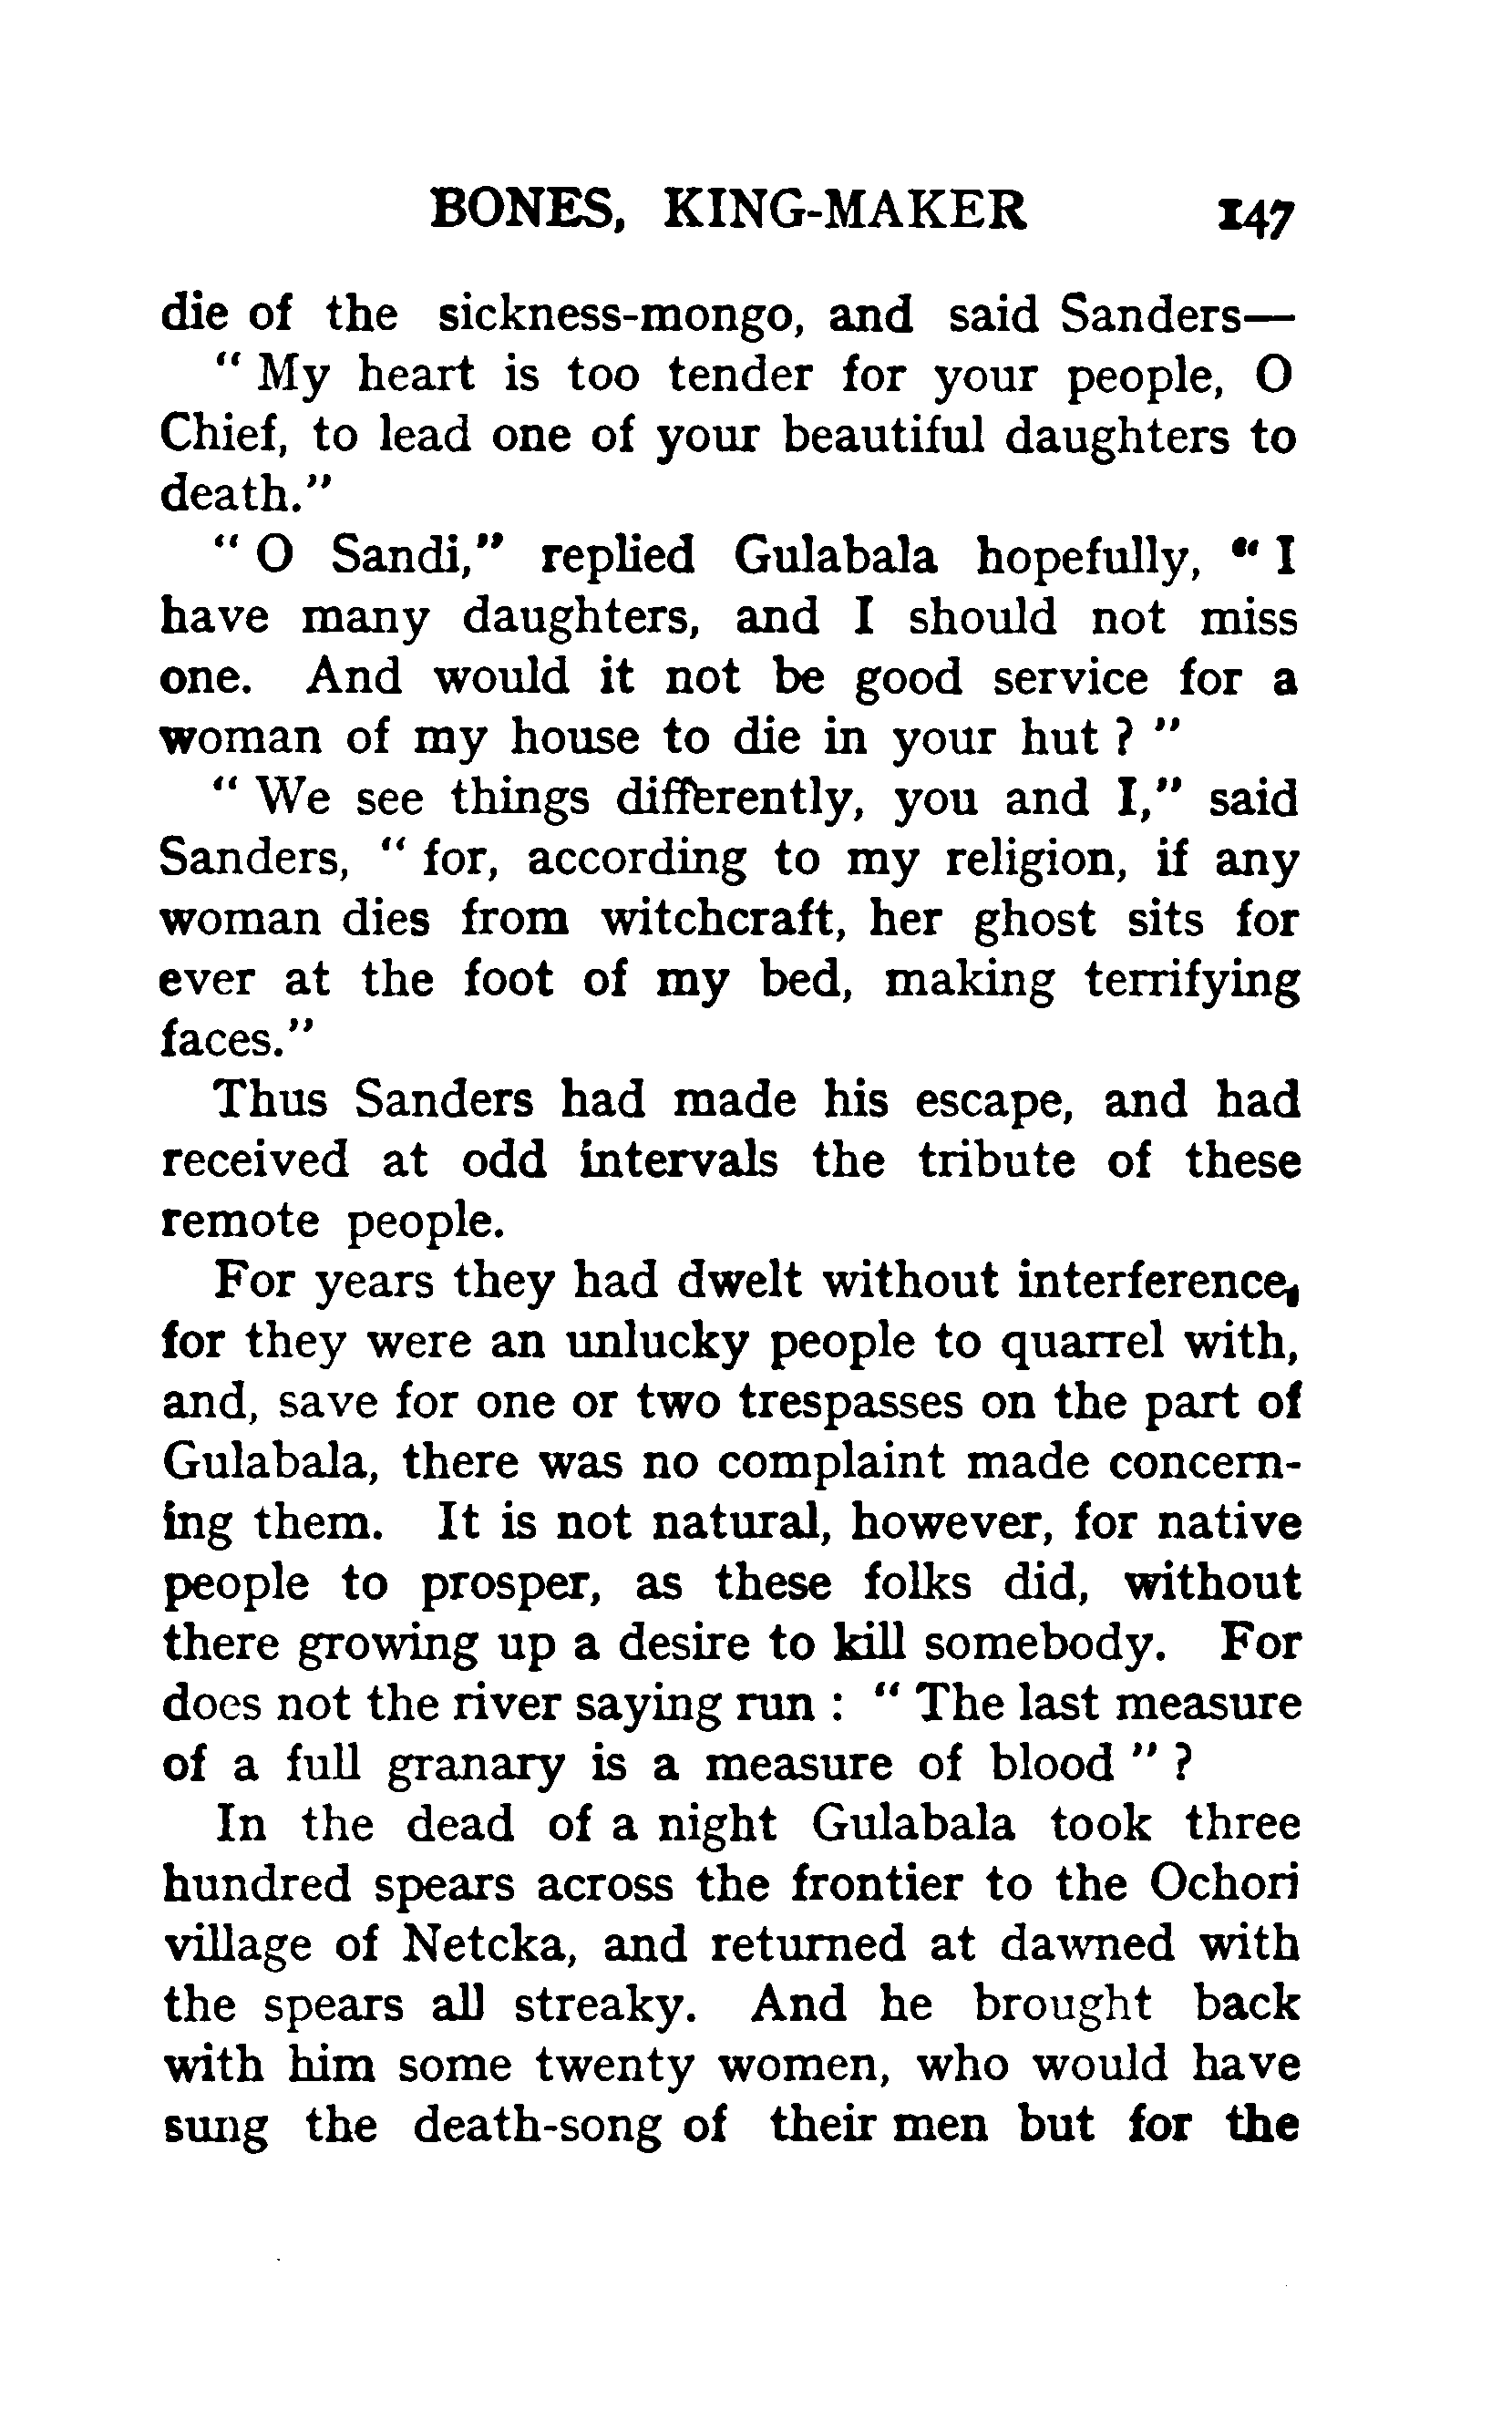 BONES, KING-MAKER 147
die of the sickness-mongo, and said Sanders—
" My heart is too tender for your people, O
Chief, to lead one of your beautiful daughters to
death."
" O Sandi," replied Gulabala hopefully, " I
have many daughters, and I should not miss
one. And would it not be good service for a
woman of my house to die in your hut ? "
" We see things differently, you and I," said
Sanders, " for, according to my religion, if any
woman dies from witchcraft, her ghost sits for
ever at the foot of my bed, making terrifying
faces."
Thus Sanders had made his escape, and had
received at odd intervals the tribute of these
remote people.
For years they had dwelt without interference,
for they were an unlucky people to quarrel with,
and, save for one or two trespasses on the part of
Gulabala, there was no complaint made concern-
ing them. It is not natural, however, for native
people to prosper, as these folks did, without
there growing up a desire to kill somebody. For
does not the river saying run : " The last measure
of a full granary is a measure of blood " ?
In the dead of a night Gulabala took three
hundred spears across the frontier to the Ochori
village of Netcka, and returned at dawned with
the spears all streaky. And he brought back
with him some twenty women, who would have
sung the death-song of their men but for the